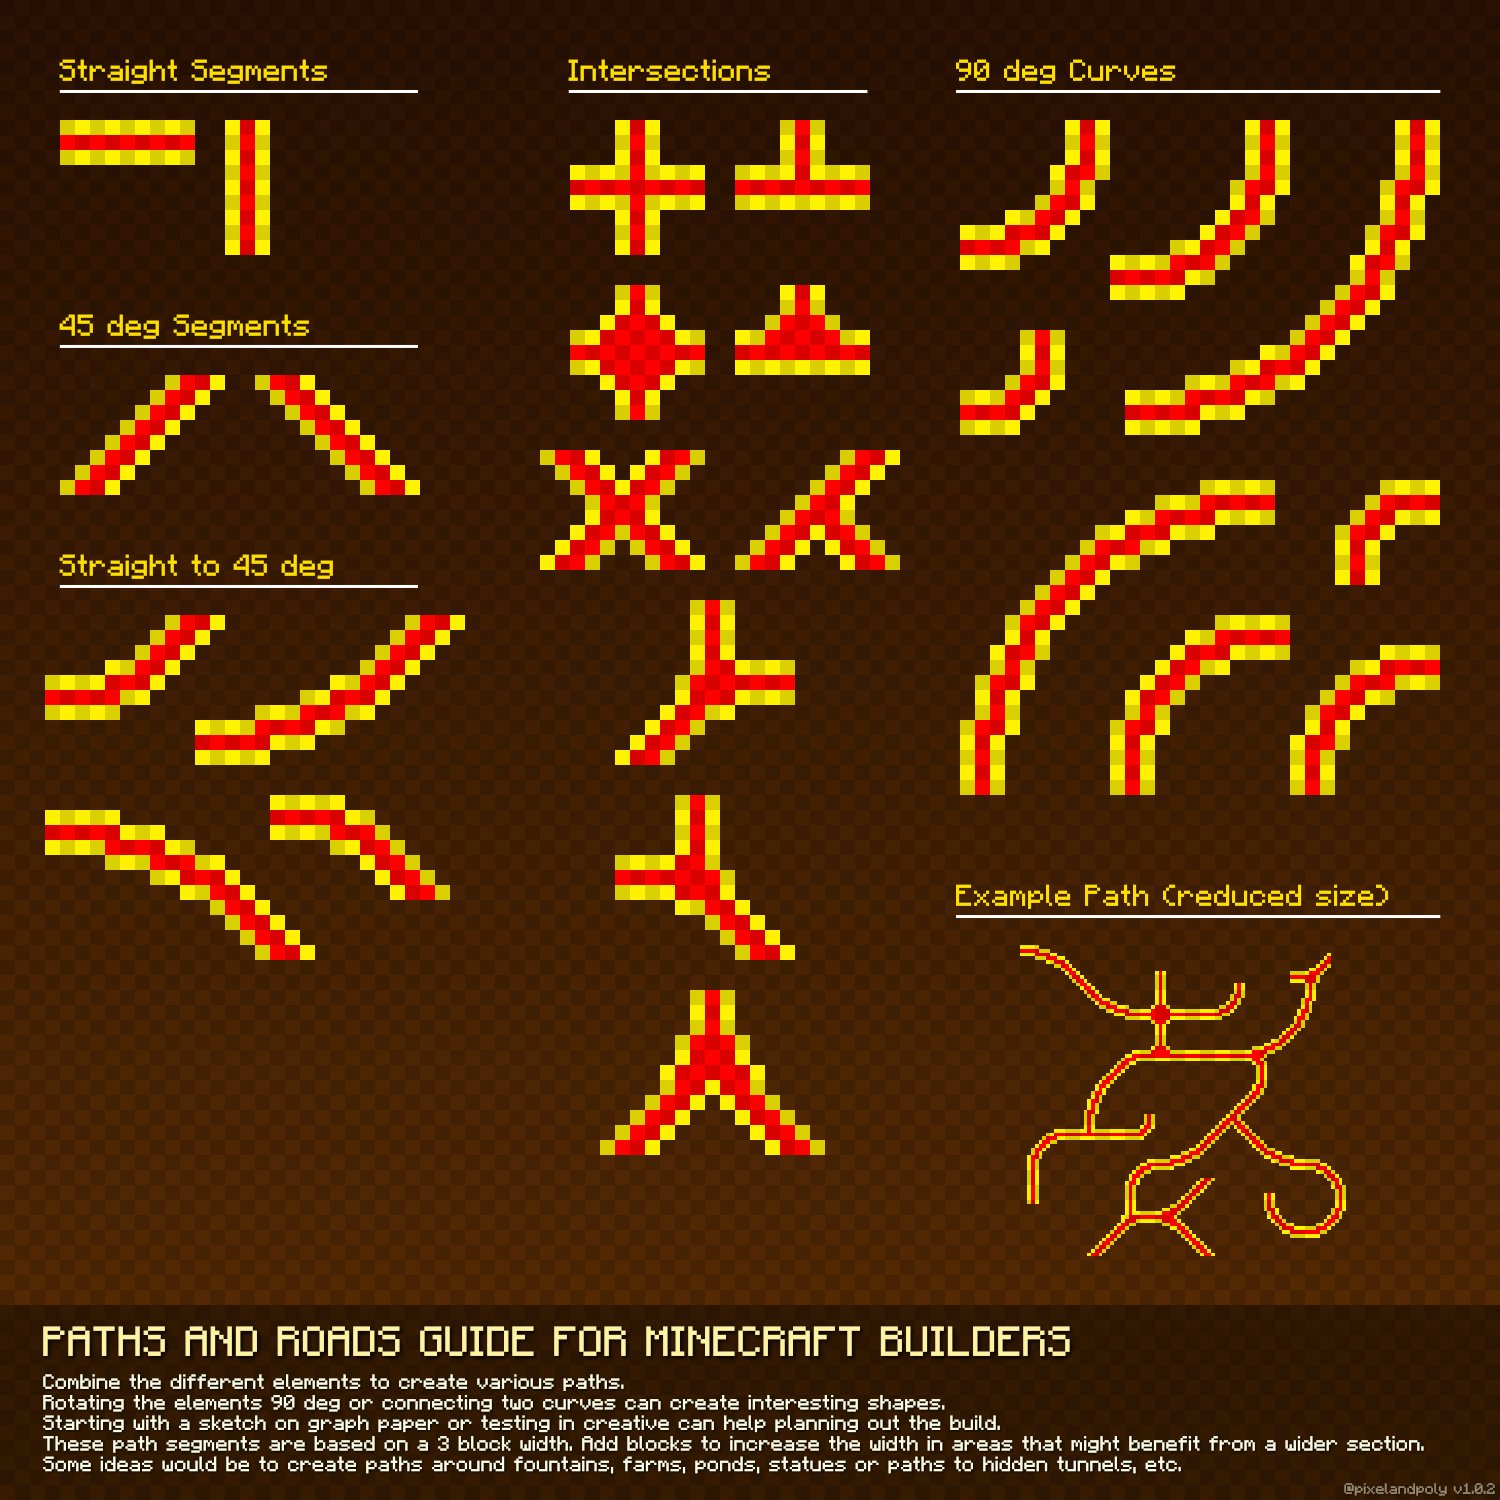 Straight Segments
Intersections
90 deg Curves
45 deg Segments
Straight to 45 deg
Example Path (reduced size)
PATHS AND ROADS GUIDE FOR MINECRAFT BUILDERS
Combine the different elements to create various paths.
Rotating the elements 90 deg or connecting two curves can create interesting shapes.
Starting with a sketch on graph paper or testing in creative can help planning out the build.
These path segments are based on a 3 block width. Add blocks to increase the width in areas that might benefit from a wider section.
Some ideas would be to create paths around fountains, farms, ponds, statues or paths to hidden tunnels, etc.
@pixelandpoly v1.0.2